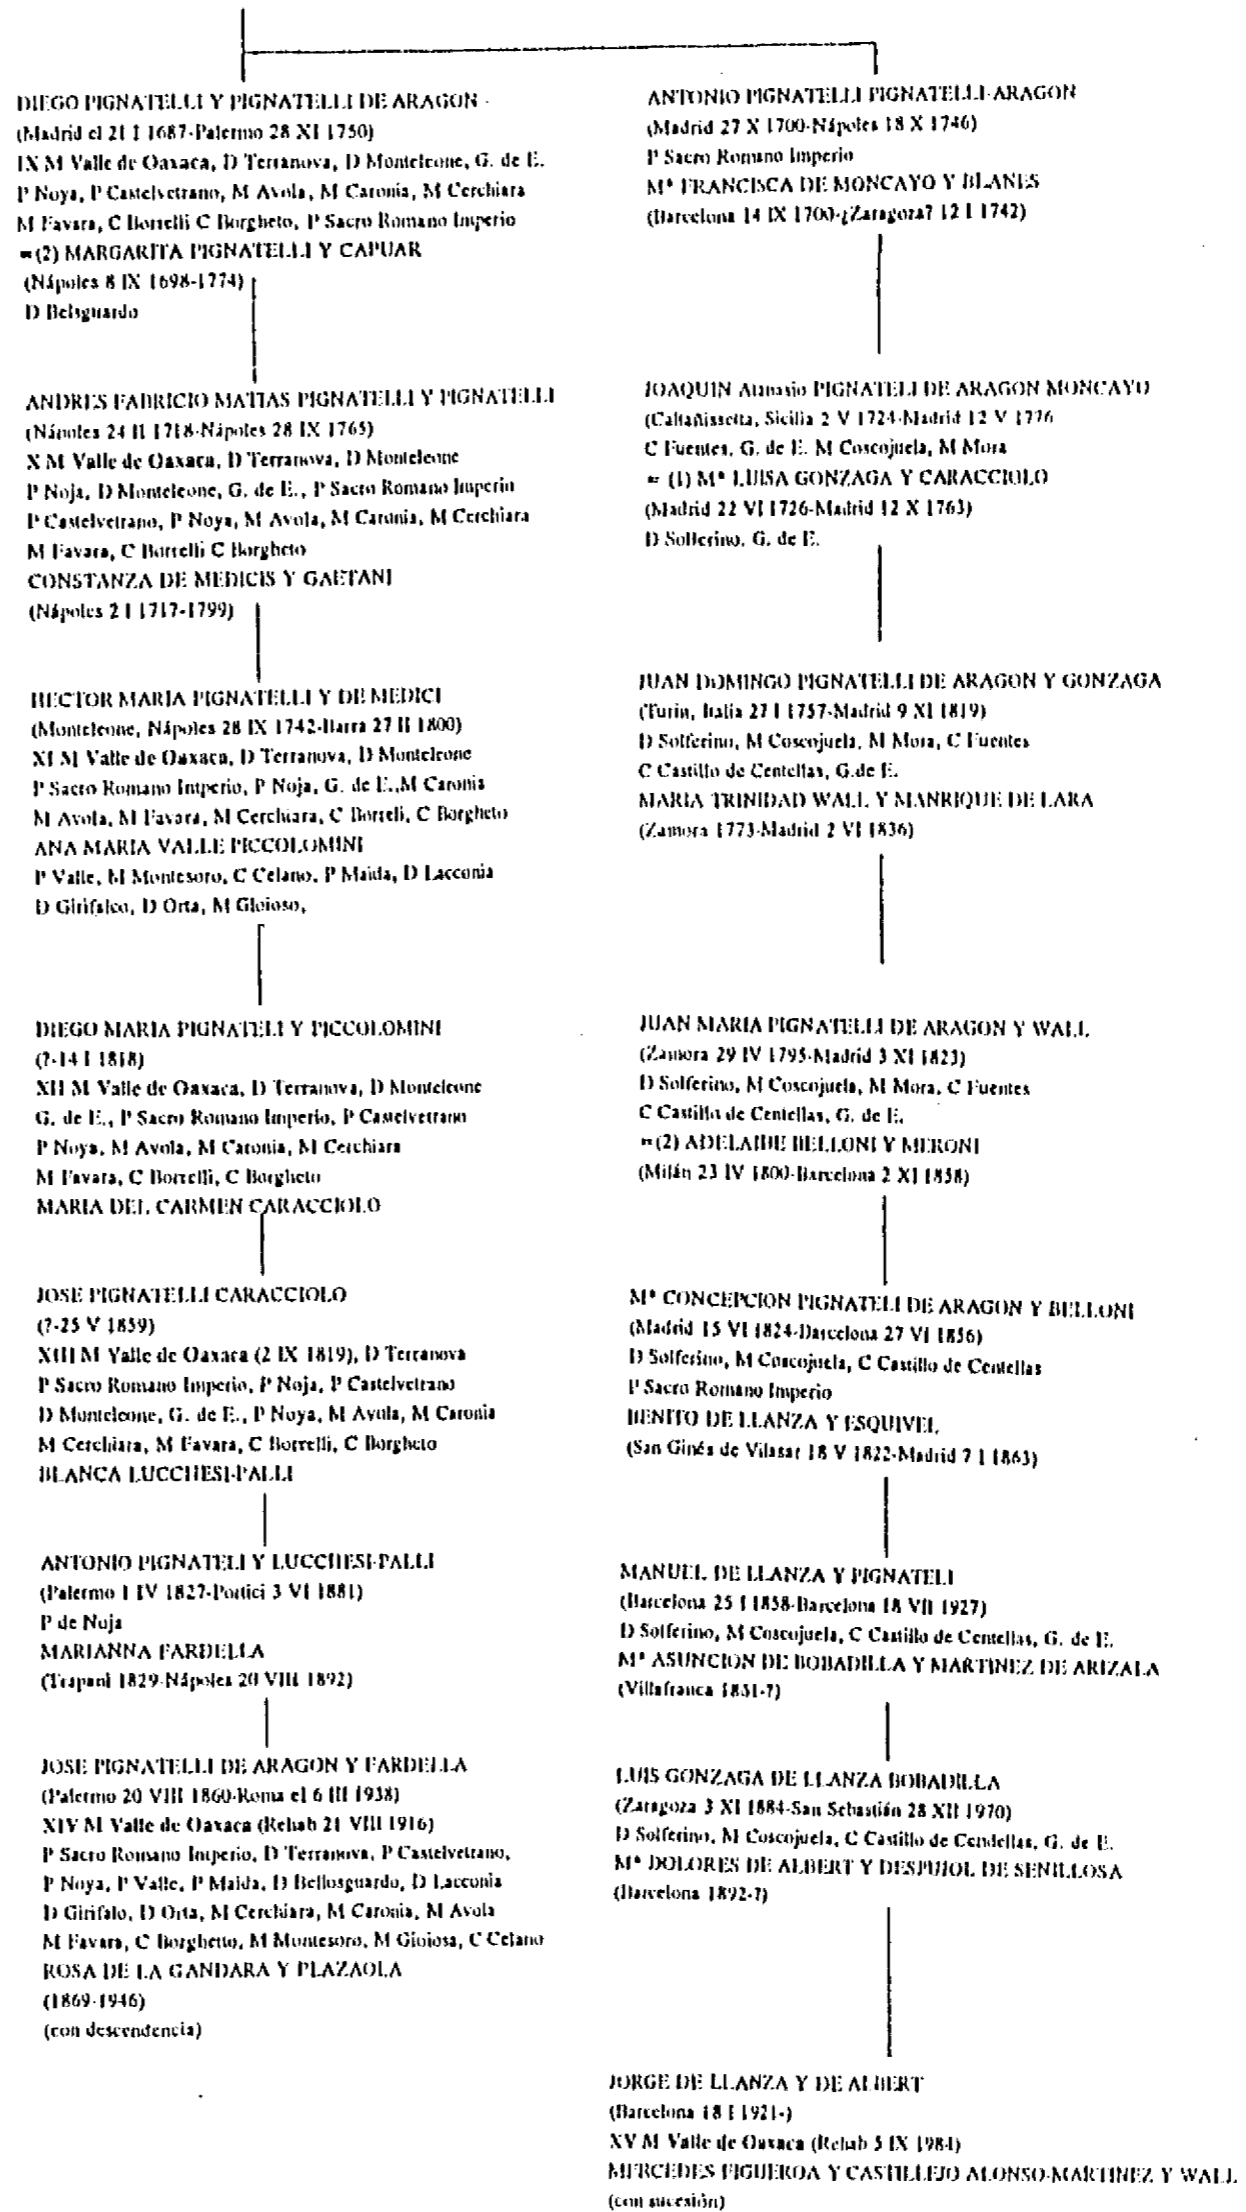 DIEGO PIGNATELLI Y PIGNATELLI DE ARAGON
(Madrid el 21 I 1687-Palermo 28 XI 1750)
IX M Valle de Oaxaca, D Terranova, D Monteleone, G. de E.
P Noya, P Castelvetrano, M Avola, M Caronia, M Cerchiara
M Favara, C Borrelli C Borgheto, P Sacro Romano Imperio
=(2) MARGARITA PIGNATELLI Y CAPUAR
(Nápoles 8 IX 1698-1774)
D Belsguardo
ANDRES FABRICIO MATIAS PIGNATELLI Y PIGNATELLI
(Nápoles 24 II 1718-Nápoles 28 IX 1765)
X M Valle de Oaxaca, D Terranova, D Monteleone
P Noja, D Monteleone, G. de E., P Sacro Romano Imperio
P Castelvetrano, P Noya, M Avola, M Caronia, M Cerchiara
M Favara, C Borrelli C Borgheto
CONSTANZA DE MEDICIS Y GAETANI
(Nápoles 2 I 1717-1799)
HECTOR MARIA PIGNATELLI Y DE MEDICI
(Monteleone, Nápoles 28 IX 1742-Barra 27 II 1800)
XI M Valle de Oaxaca, D Terranova, D Monteleone
P Sacro Romano Imperio, P Noja, G. de E.,M Caronia
M Avola, M Favara, M Cerchiara, C Borreli, C Borgheto
ANA MARIA VALLE PICCOLOMINI
P Valle, M Montesoro, C Celano, P Maida, D Lacconia
D Girifalco, D Orta, M Gloioso,
DIEGO MARIA PIGNATELI Y PICCOLOMINI
(?-14 I 1818)
XII M Valle de Oaxaca, D Terranova, D Monteleone
G. de E., P Sacro Romano Imperio, P Castelvetrano
P Noya, M Avola, M Caronia, M Cerchiara
M Favara, C Borrelli, C Borgheto
MARIA DEL CARMEN CARACCIOLO
JOSE PIGNATELLI CARACCIOLO
(?-25 V 1859)
XIII M Valle de Oaxaca (2 IX 1819), D Terranova
P Sacro Romano Imperio, P Noja, P Castelvetrano
D Monteleone, G. de E., P Noya, M Avola, M Caronia
M Cerchiara, M Favara, C Borrelli, C Borgheto
BLANCA LUCCHESI-PALLI
ANTONIO PIGNATELI Y LUCCHESI-PALLI
(Palermo 1 IV 1827-Portici 3 VI 1881)
P de Noja
MARIANNA FARDELLA
(Trapani 1829-Nápoles 20 VIII 1892)
JOSE PIGNATELLI DE ARAGON Y FARDELLA
(Palermo 20 VIII 1860-Roma el 6 III 1938)
XIV M Valle de Oaxaca (Rehab 21 VIII 1916)
P Sacro Romano Imperio, D Terranova, P Castelvetrano,
P Noya, P Valle, P Maida, D Bellosguardo, D Lacconia
D Girifalo, D Orta, M Cerchiara, M Caronia, M Avola
M Favara, C Borghetto, M Montesoro, M Gioiosa, C Celano
ROSA DE LA GANDARA Y PLAZAOLA
(1869-1946)
(con descendencia)
ANTONIO PIGNATELLI PIGNATELLI-ARAGON
(Madrid 27 X 1700-Nápoles 18 X 1746)
P Sacro Romano Imperio
Mª FRANCISCA DE MONCAYO Y BLANES
(Barcelona 14 IX 1700-¿Zaragoza? 12 I 1742)
JOAQUIN Atanasio PIGNATELI DE ARAGON MONCAYO
(Caltañissetta, Sicilia 2 V 1724-Madrid 12 V 1776
C Fuentes, G. de E. M Coscojuela, M Mora
= (1) Mª LUISA GONZAGA Y CARACCIOLO
(Madrid 22 VI 1726-Madrid 12 X 1763)
D Solferino, G. de E.
JUAN DOMINGO PIGNATELLI DE ARAGON Y GONZAGA
(Turin, Italia 27 I 1757-Madrid 9 XI 1819)
D Solferino, M Coscojuela, M Mora, C Fuentes
C Castillo de Centellas, G.de E.
MARIA TRINIDAD WALL Y MANRIQUE DE LARA
(Zamora 1773-Madrid 2 VI 1836)
JUAN MARIA PIGNATELLI DE ARAGON Y WALL
(Zamora 29 IV 1795-Madrid 3 XI 1823)
D Solferino, M Coscojuela, M Mora, C Fuentes
C Castillo de Centellas, G. de E.
=(2) ADELAIDE BELLONI Y MERONI
(Milán 23 IV 1800-Barcelona 2 XI 1858)
Mª CONCEPCION PIGNATELI DE ARAGON Y BELLONI
(Madrid 15 VI 1824-Barcelona 27 VI 1856)
D Solferino, M Coscojuela, C Castillo de Centellas
P Sacro Romano Imperio
BENITO DE LLANZA Y ESQUIVEL
(San Ginés de Vilasar 18 V 1822-Madrid 7 I 1863)
MANUEL DE LLANZA Y PIGNATELI
(Barcelona 25 I 1858-Barcelona 18 VII 1927)
D Solferino, M Coscojuela, C Castillo de Centellas, G. de E.
Mª ASUNCION DE BOBADILLA Y MARTINEZ DE ARIZALA
(Villafranca 1851-?)
LUIS GONZAGA DE LLANZA BOBADILLA
(Zaragoza 3 XI 1884-San Sebastián 28 XII 1970)
D Solferino, M Coscojuela, C Castillo de Cendellas, G. de E.
Mª DOLORES DE ALBERT Y DESPUJOL DE SENILLOSA
(Barcelona 1892-?)
JORGE DE LLANZA Y DE ALBERT
(Barcelona 18 I 1921-)
XV M Valle de Oaxaca (Rehab 5 IX 1984)
MERCEDES FIGUEROA Y CASTILLEJO ALONSO-MARTINEZ Y WALL
(con sucesión)